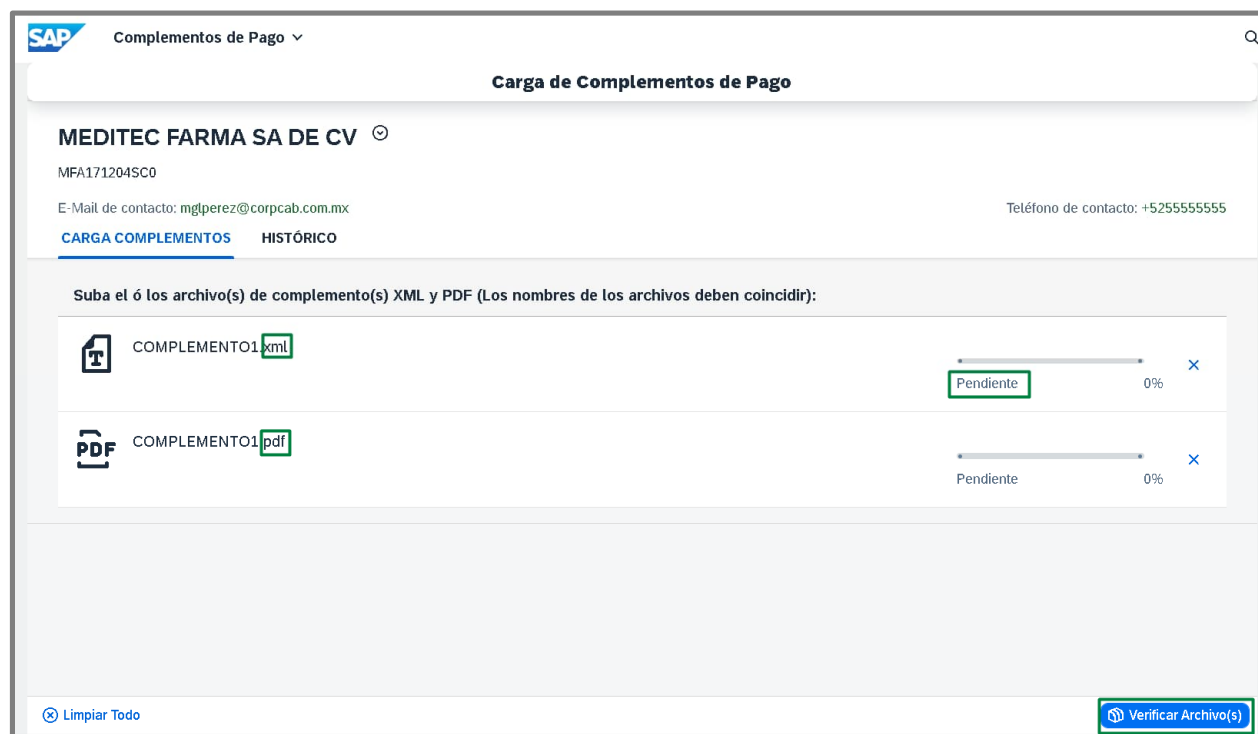 SAP Complementos de Pago
Carga de Complementos de Pago
MEDITEC FARMA SA DE CV
MFA171204SC0
E-Mail de contacto: mglperez@corpcab.com.mx Teléfono de contacto: +5255555555
CARGA COMPLEMENTOS HISTÓRICO
Suba el ó los archivo(s) de complemento(s) XML y PDF (Los nombres de los archivos deben coincidir):
T COMPLEMENTO1.xml
Pendiente 0%
PDF COMPLEMENTO1.pdf
Pendiente 0%
Limpiar Todo Verificar Archivo(s)